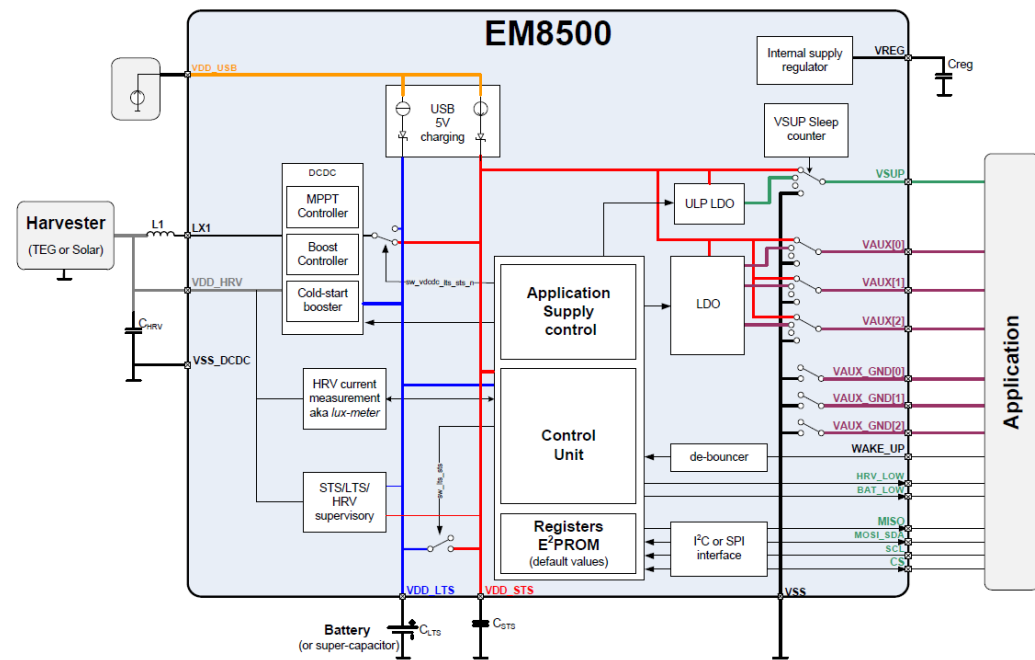 EM8500
VDD_USB
Internal supply
regulator
VREG
Creg
USB
5V
charging
VSUP Sleep
counter
VSUP
DCDC
MPPT
Controller
Boost
Controller
Cold-start
booster
Harvester
(TEG or Solar)
L1
LX1
VDD_HRV
CHRV
VSS_DCDC
sw_vdcdc_lts_sts_n
ULP LDO
LDO
Application
Supply
control
VAUX[0]
VAUX[1]
VAUX[2]
VAUX_GND[0]
VAUX_GND[1]
VAUX_GND[2]
Application
HRV current
measurement
aka lux-meter
Control
Unit
sw_lts_sts
de-bouncer
WAKE_UP
HRV_LOW
BAT_LOW
STS/LTS/
HRV
supervisory
Registers
E²PROM
(default values)
I²C or SPI
interface
MISO
MOSI_SDA
SCL
CS
VDD_LTS
VDD_STS
VSS
Battery
(or super-capacitor)
CLTS
CSTS